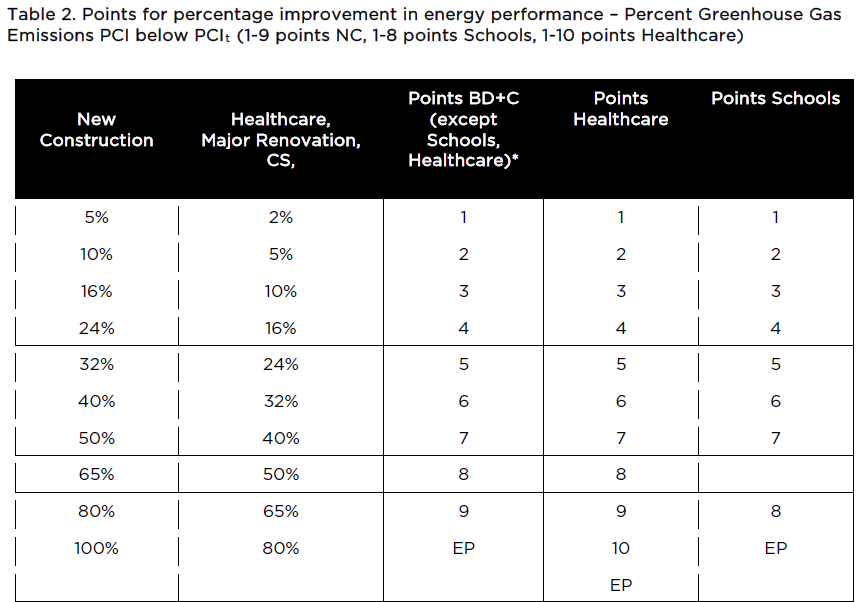 Table 2. Points for percentage improvement in energy performance – Percent Greenhouse Gas
Emissions PCI below PCIₜ (1-9 points NC, 1-8 points Schools, 1-10 points Healthcare)
New Construction | Healthcare, Major Renovation, CS, | Points BD+C (except Schools, Healthcare)* | Points Healthcare | Points Schools
5% | 2% | 1 | 1 | 1
10% | 5% | 2 | 2 | 2
16% | 10% | 3 | 3 | 3
24% | 16% | 4 | 4 | 4
32% | 24% | 5 | 5 | 5
40% | 32% | 6 | 6 | 6
50% | 40% | 7 | 7 | 7
65% | 50% | 8 | 8 |
80% | 65% | 9 | 9 | 8
100% | 80% | EP | 10 | EP
| | | EP |